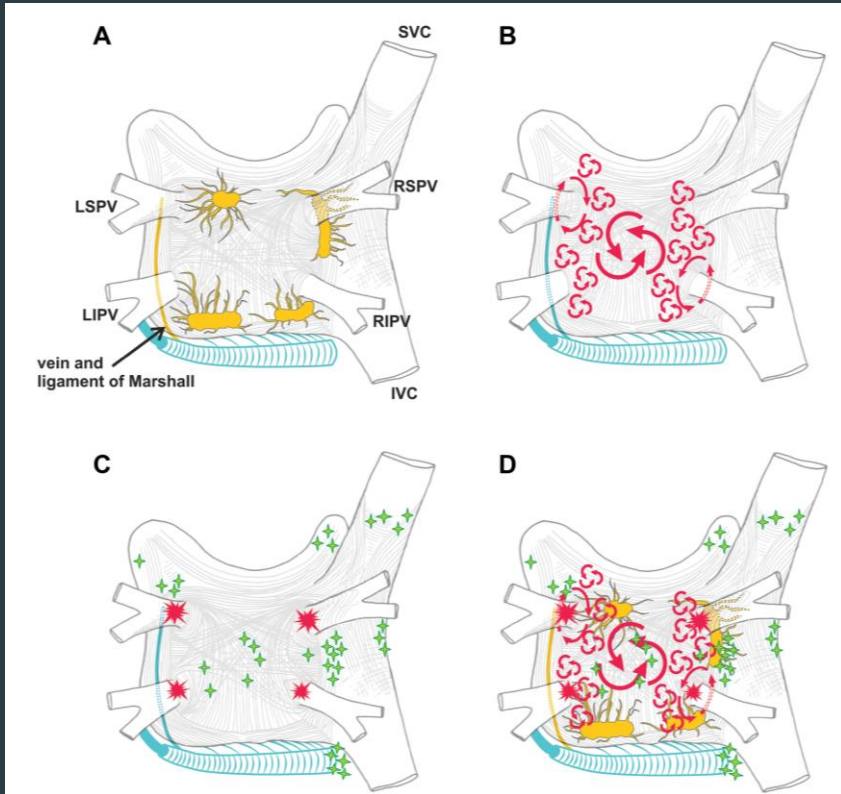 A
SVC
B
LSPV
RSPV
LIPV
RIPV
vein and
ligament of Marshall
IVC
C
D